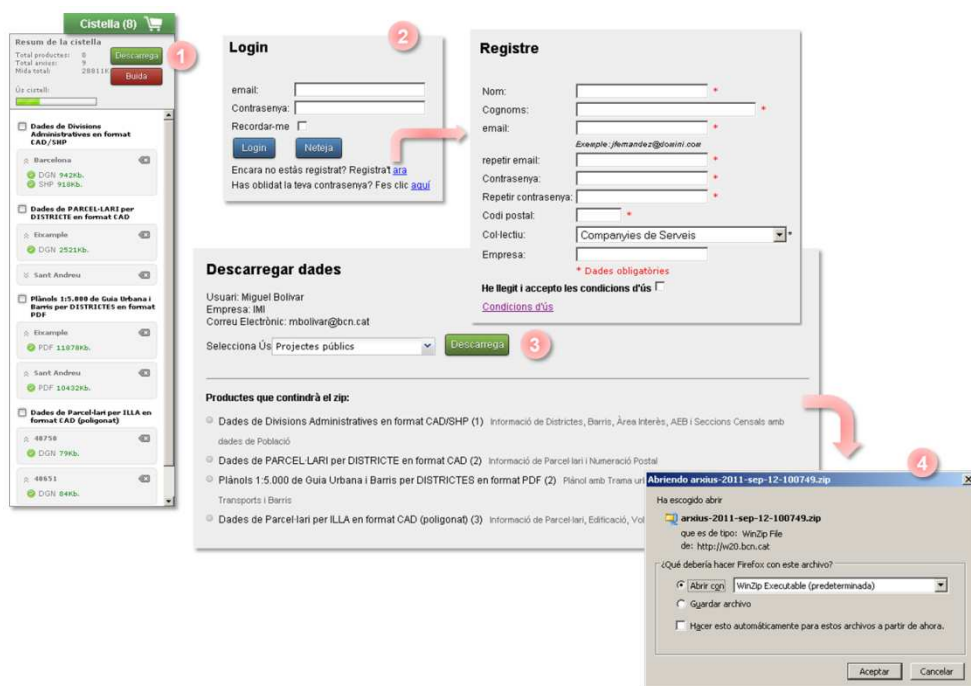 Cistella (8)
Resum de la cistella
Total productes: 8
Total arxius: 9
Mida total: 28811K
Descarrega
Buida
Ús cistell:
1
Dades de Divisions
Administratives en format
CAD/SHP
Barcelona
DGN 942Kb.
SHP 918Kb.
Dades de PARCEL·LARI per
DISTRICTE en format CAD
Eixample
DGN 2521Kb.
Sant Andreu
Plànols 1:5.000 de Guia Urbana i
Barris per DISTRICTES en format
PDF
Eixample
PDF 11878Kb.
Sant Andreu
PDF 10432Kb.
Dades de Parcel·lari per ILLA en
format CAD (poligonat)
48750
DGN 79Kb.
48651
DGN 84Kb.
2
Login
email:
Contrasenya:
Recordar-me
Login Neteja
Encara no estàs registrat? Registra't ara
Has oblidat la teva contrasenya? Fes clic aquí
Registre
Nom: *
Cognoms: *
email: *
Exemple: jfernandez@domini.com
repetir email: *
Contrasenya: *
Repetir contrasenya: *
Codi postal: *
Col·lectiu: Companyies de Serveis *
Empresa:
* Dades obligatòries
He llegit i accepto les condicions d'ús
Condicions d'ús
Descarregar dades
Usuari: Miguel Bolivar
Empresa: IMI
Correu Electrònic: mbolivar@bcn.cat
Selecciona Ús Projectes públics Descarrega 3
Productes que contindrà el zip:
Dades de Divisions Administratives en format CAD/SHP (1) Informació de Districtes, Barris, Àrea Interès, AEB i Seccions Censals amb
dades de Població
Dades de PARCEL·LARI per DISTRICTE en format CAD (2) Informació de Parcel·lari i Numeració Postal
Plànols 1:5.000 de Guia Urbana i Barris per DISTRICTES en format PDF (2) Plànol amb Trama
Transports i Barris
Dades de Parcel·lari per ILLA en format CAD (poligonat) (3) Informació de Parcel·lari, Edificació,
4
Abriendo arxius-2011-sep-12-100749.zip
Ha escogido abrir
arxius-2011-sep-12-100749.zip
que es de tipo: WinZip File
de: http://w20.bcn.cat
¿Qué debería hacer Firefox con este archivo?
Abrir con WinZip Executable (predeterminada)
Guardar archivo
Hacer esto automáticamente para estos archivos a partir de ahora.
Aceptar Cancelar